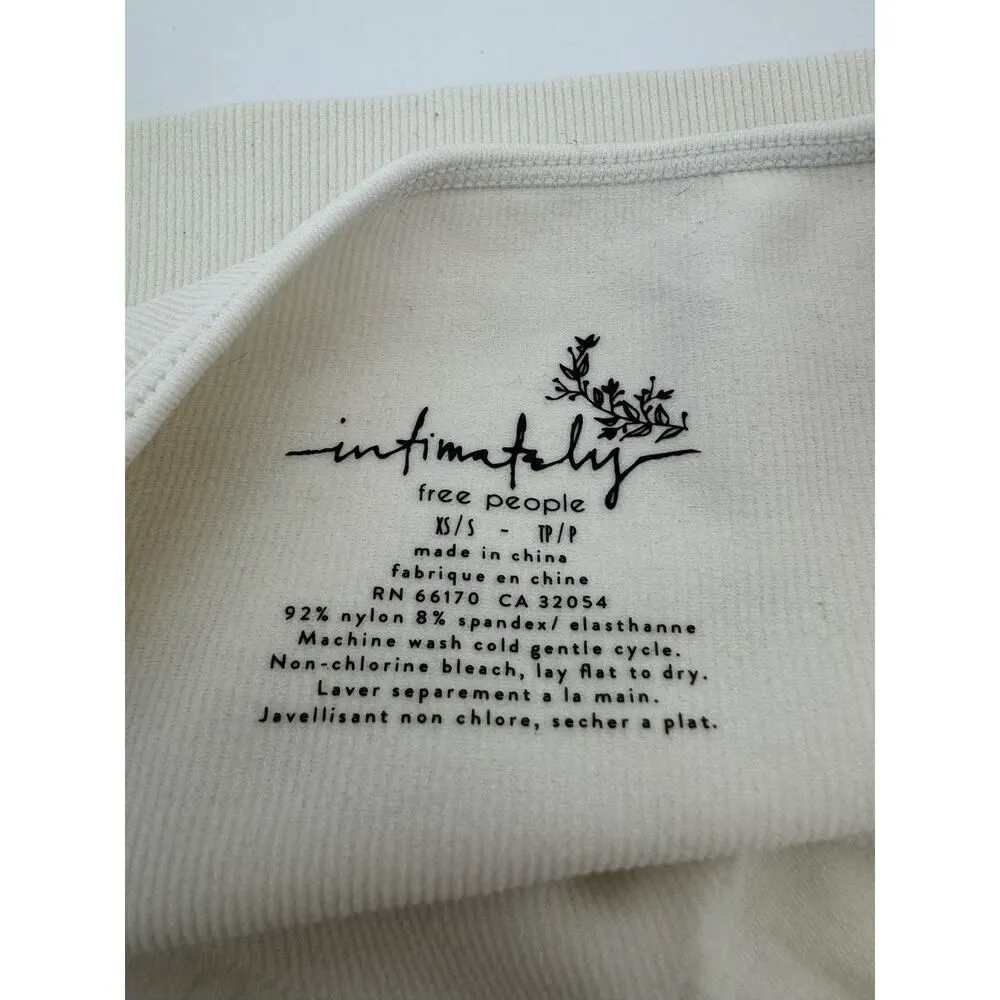 intimately
free people
XS/S - TP/P
made in china
fabrique en chine
RN 66170 CA 32054
92% nylon 8% spandex/ elasthanne
Machine wash cold gentle cycle.
Non-chlorine bleach, lay flat to dry.
Laver separement a la main.
Javellisant non chlore, secher a plat.